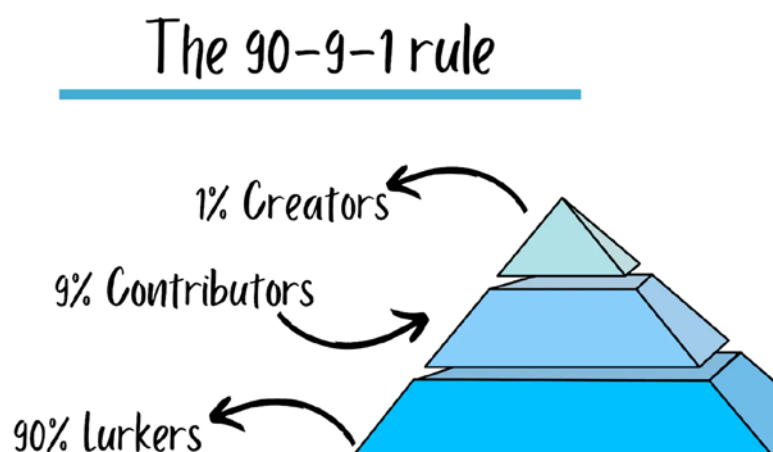 The 90-9-1 rule
1% Creators
9% Contributors
90% Lurkers